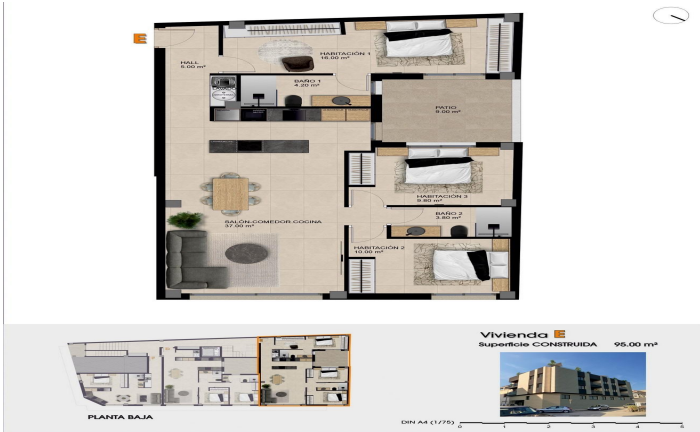 E
HABITACIÓN 1
16.00 m²
HALL
5.00 m²
BAÑO 1
4.20 m²
PATIO
9.00 m²
HABITACIÓN 3
9.80 m²
BAÑO 2
3.60 m²
SALÓN-COMEDOR COCINA
37.00 m²
HABITACIÓN 2
10.00 m²
Vivienda E
Superficie CONSTRUIDA 95.00 m²
PLANTA BAJA
DIN A4 (1/75)
0 1 2 3 4 5